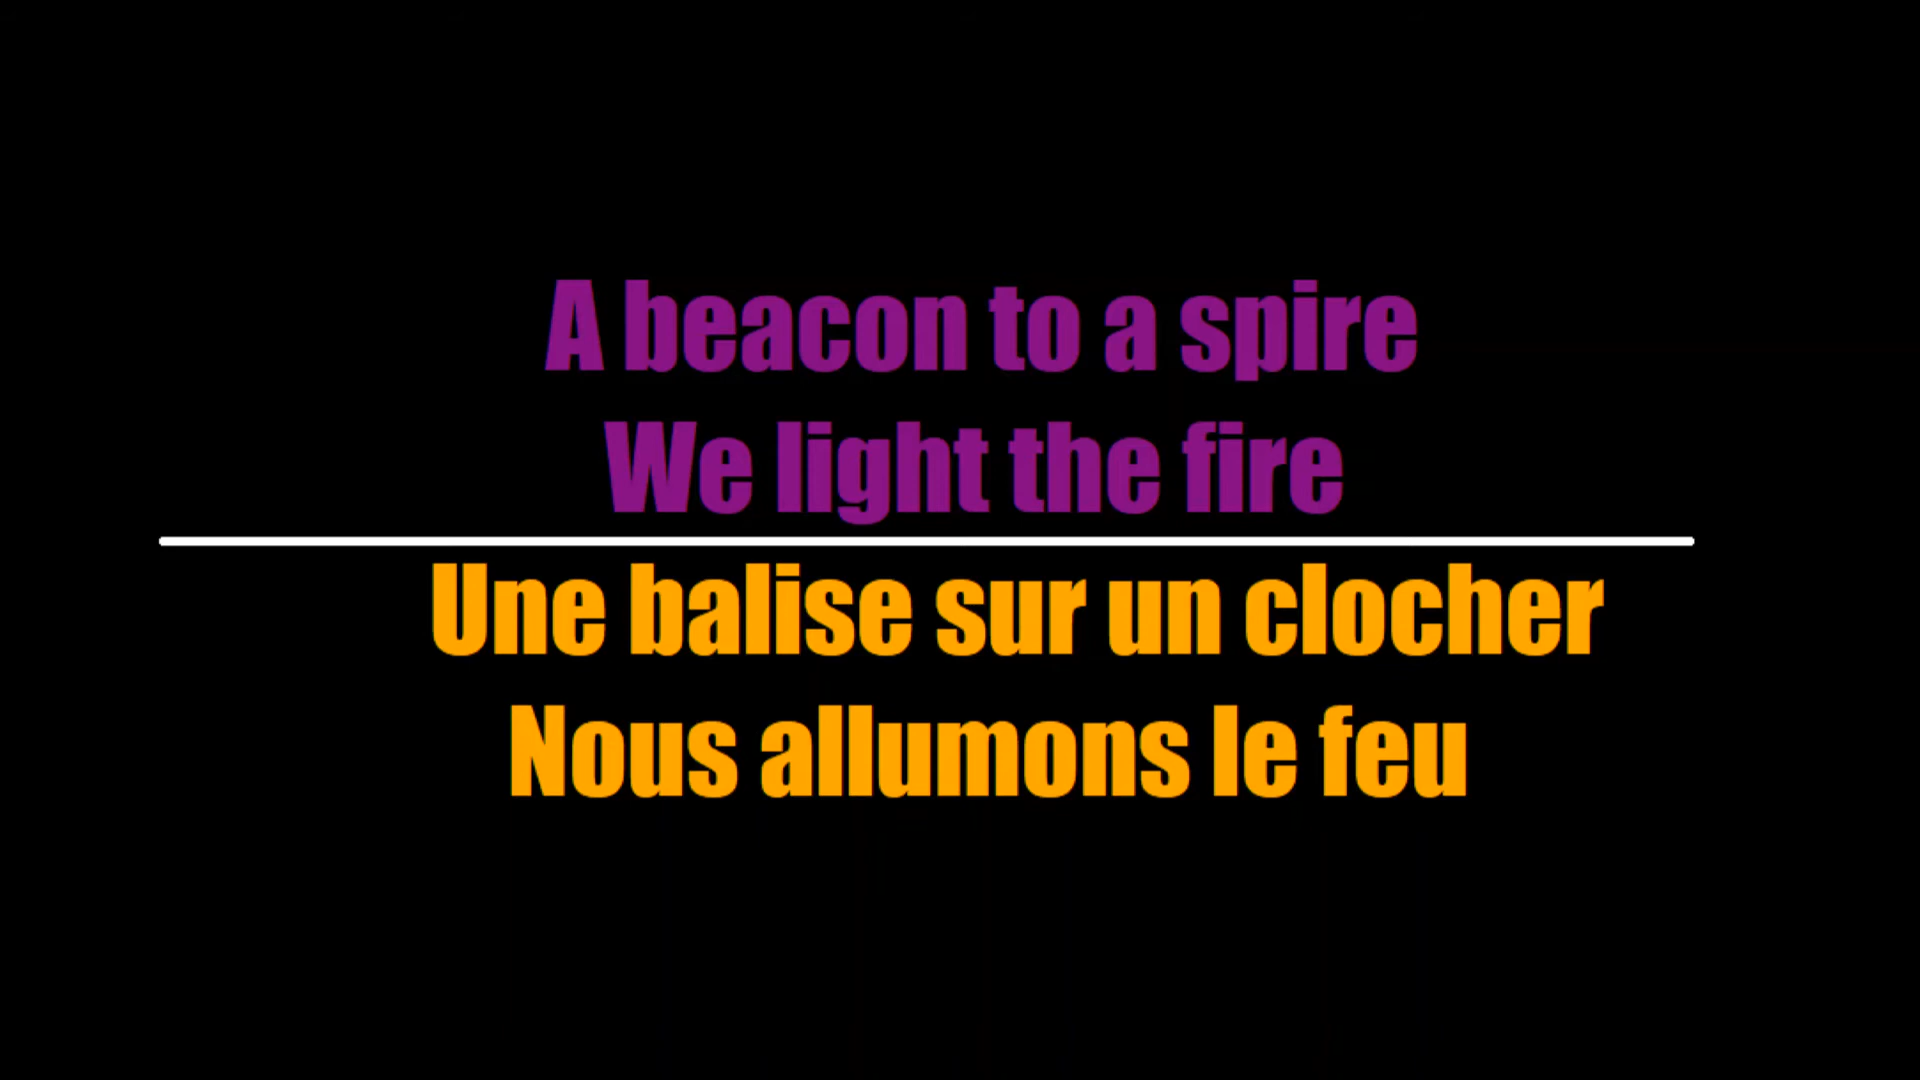 A beacon to a spire
We light the fire
Une balise sur un clocher
Nous allumons le feu